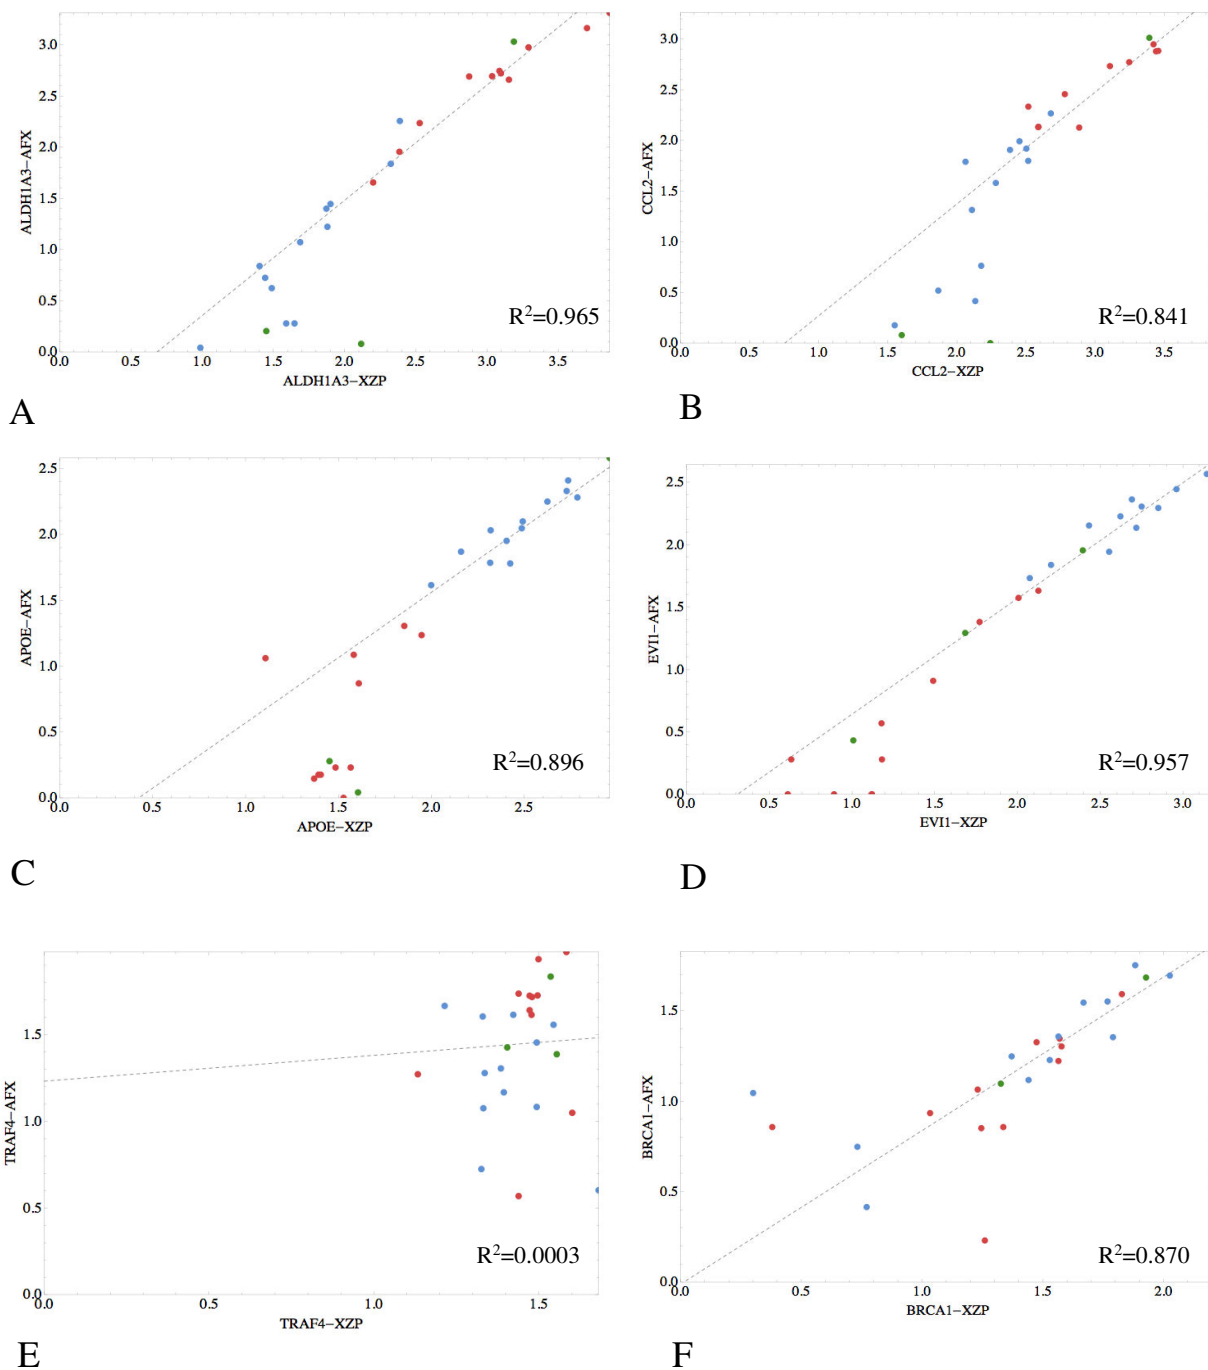 3.0
2.5
2.0
1.5
1.0
0.5
0.0
ALDH1A3−AFX
R²=0.965
0.0 0.5 1.0 1.5 2.0 2.5 3.0 3.5
ALDH1A3−XZP
A
3.0
2.5
2.0
1.5
1.0
0.5
0.0
CCL2−AFX
R²=0.841
0.0 0.5 1.0 1.5 2.0 2.5 3.0 3.5
CCL2−XZP
B
2.5
2.0
1.5
1.0
0.5
0.0
APOE−AFX
R²=0.896
0.0 0.5 1.0 1.5 2.0 2.5
APOE−XZP
C
2.5
2.0
1.5
1.0
0.5
0.0
EVI1−AFX
R²=0.957
0.0 0.5 1.0 1.5 2.0 2.5 3.0
EVI1−XZP
D
1.5
1.0
0.5
0.0
TRAF4−AFX
R²=0.0003
0.0 0.5 1.0 1.5
TRAF4−XZP
E
1.5
1.0
0.5
0.0
BRCA1−AFX
R²=0.870
0.0 0.5 1.0 1.5 2.0
BRCA1−XZP
F